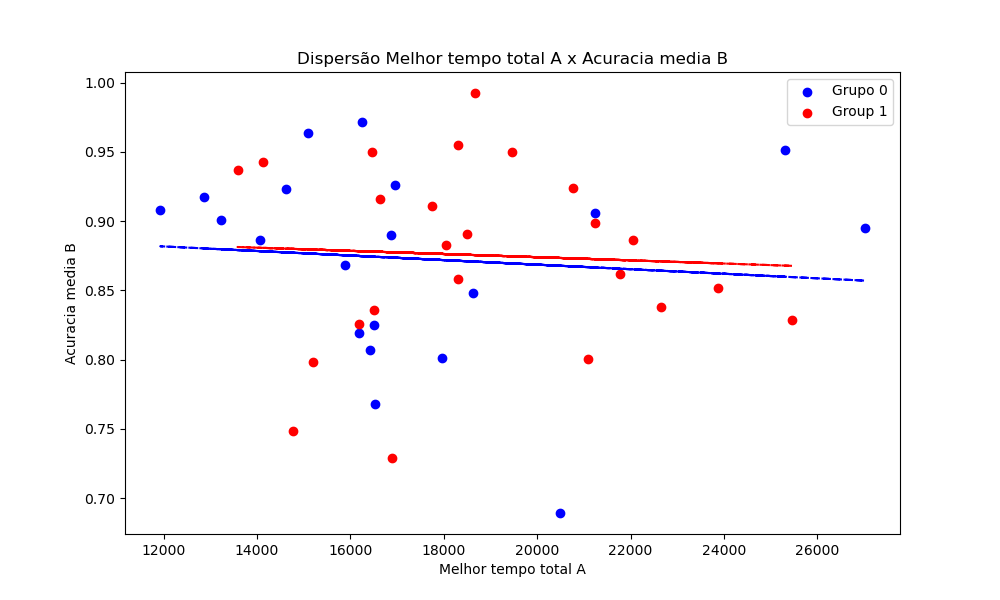 Dispersão Melhor tempo total A x Acuracia media B
Grupo 0
Group 1
Acuracia media B
1.00
0.95
0.90
0.85
0.80
0.75
0.70
12000 14000 16000 18000 20000 22000 24000 26000
Melhor tempo total A